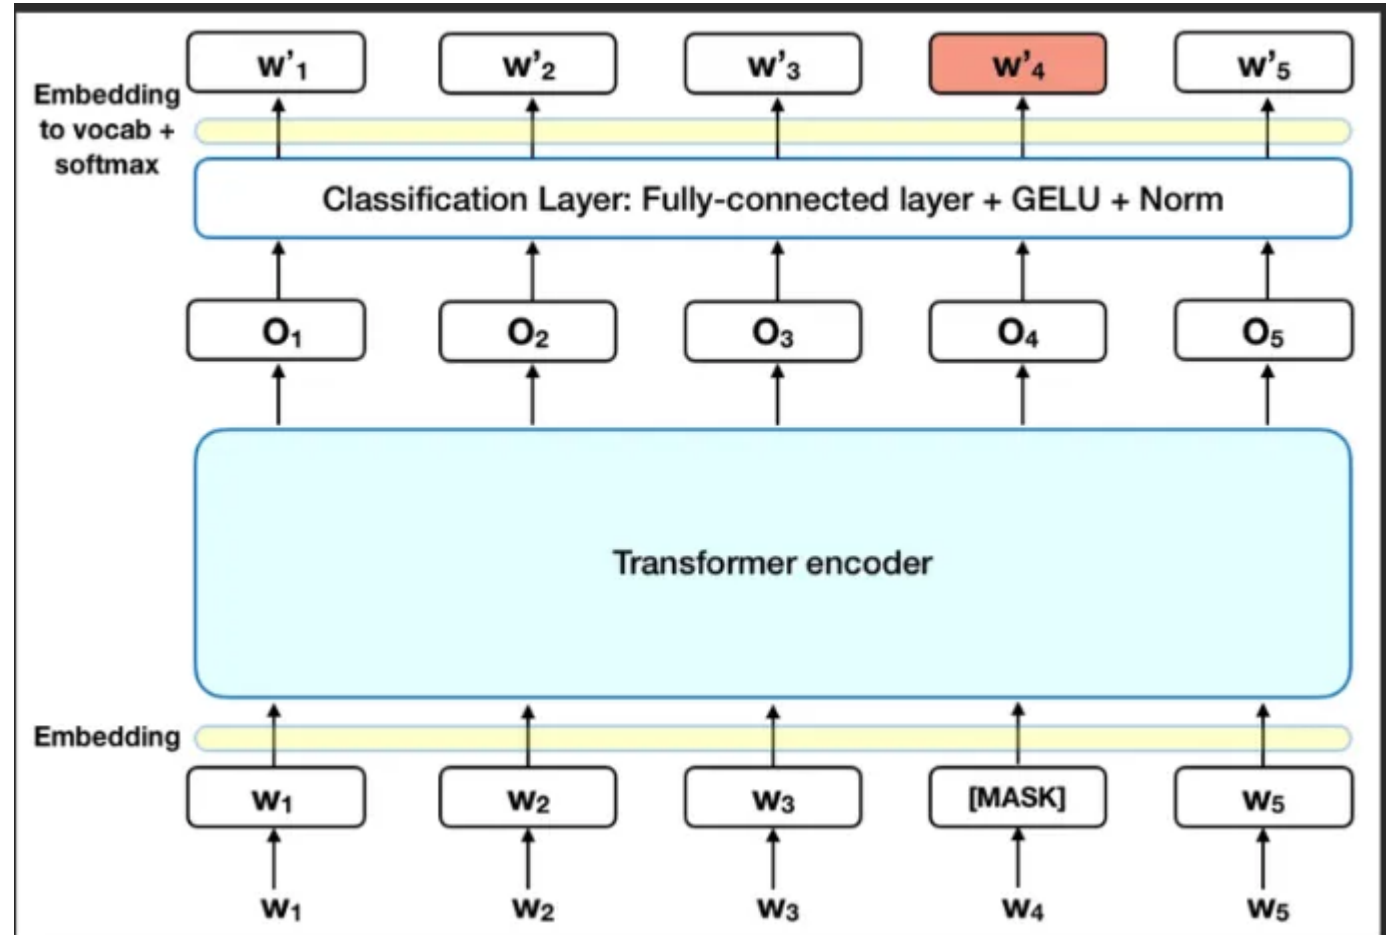 w’₁ w’₂ w’₃ w’₄ w’₅
Embedding
to vocab +
softmax
Classification Layer: Fully-connected layer + GELU + Norm
O₁ O₂ O₃ O₄ O₅
Transformer encoder
Embedding
W₁ W₂ W₃ [MASK] W₅
W₁ W₂ W₃ W₄ W₅